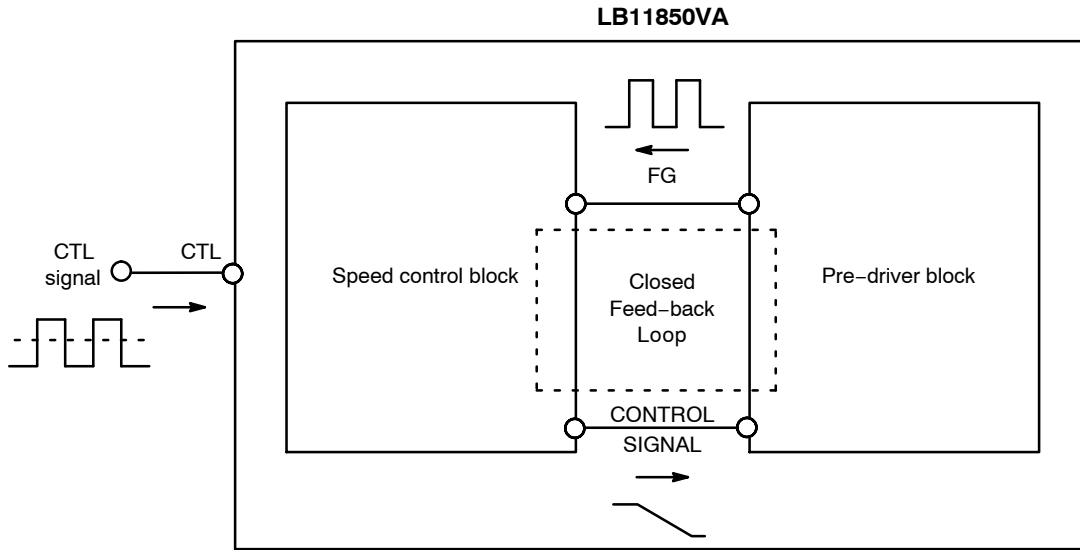 LB11850VA
FG
CTL
signal
CTL
Speed control block
Closed
Feed−back
Loop
Pre−driver block
CONTROL
SIGNAL